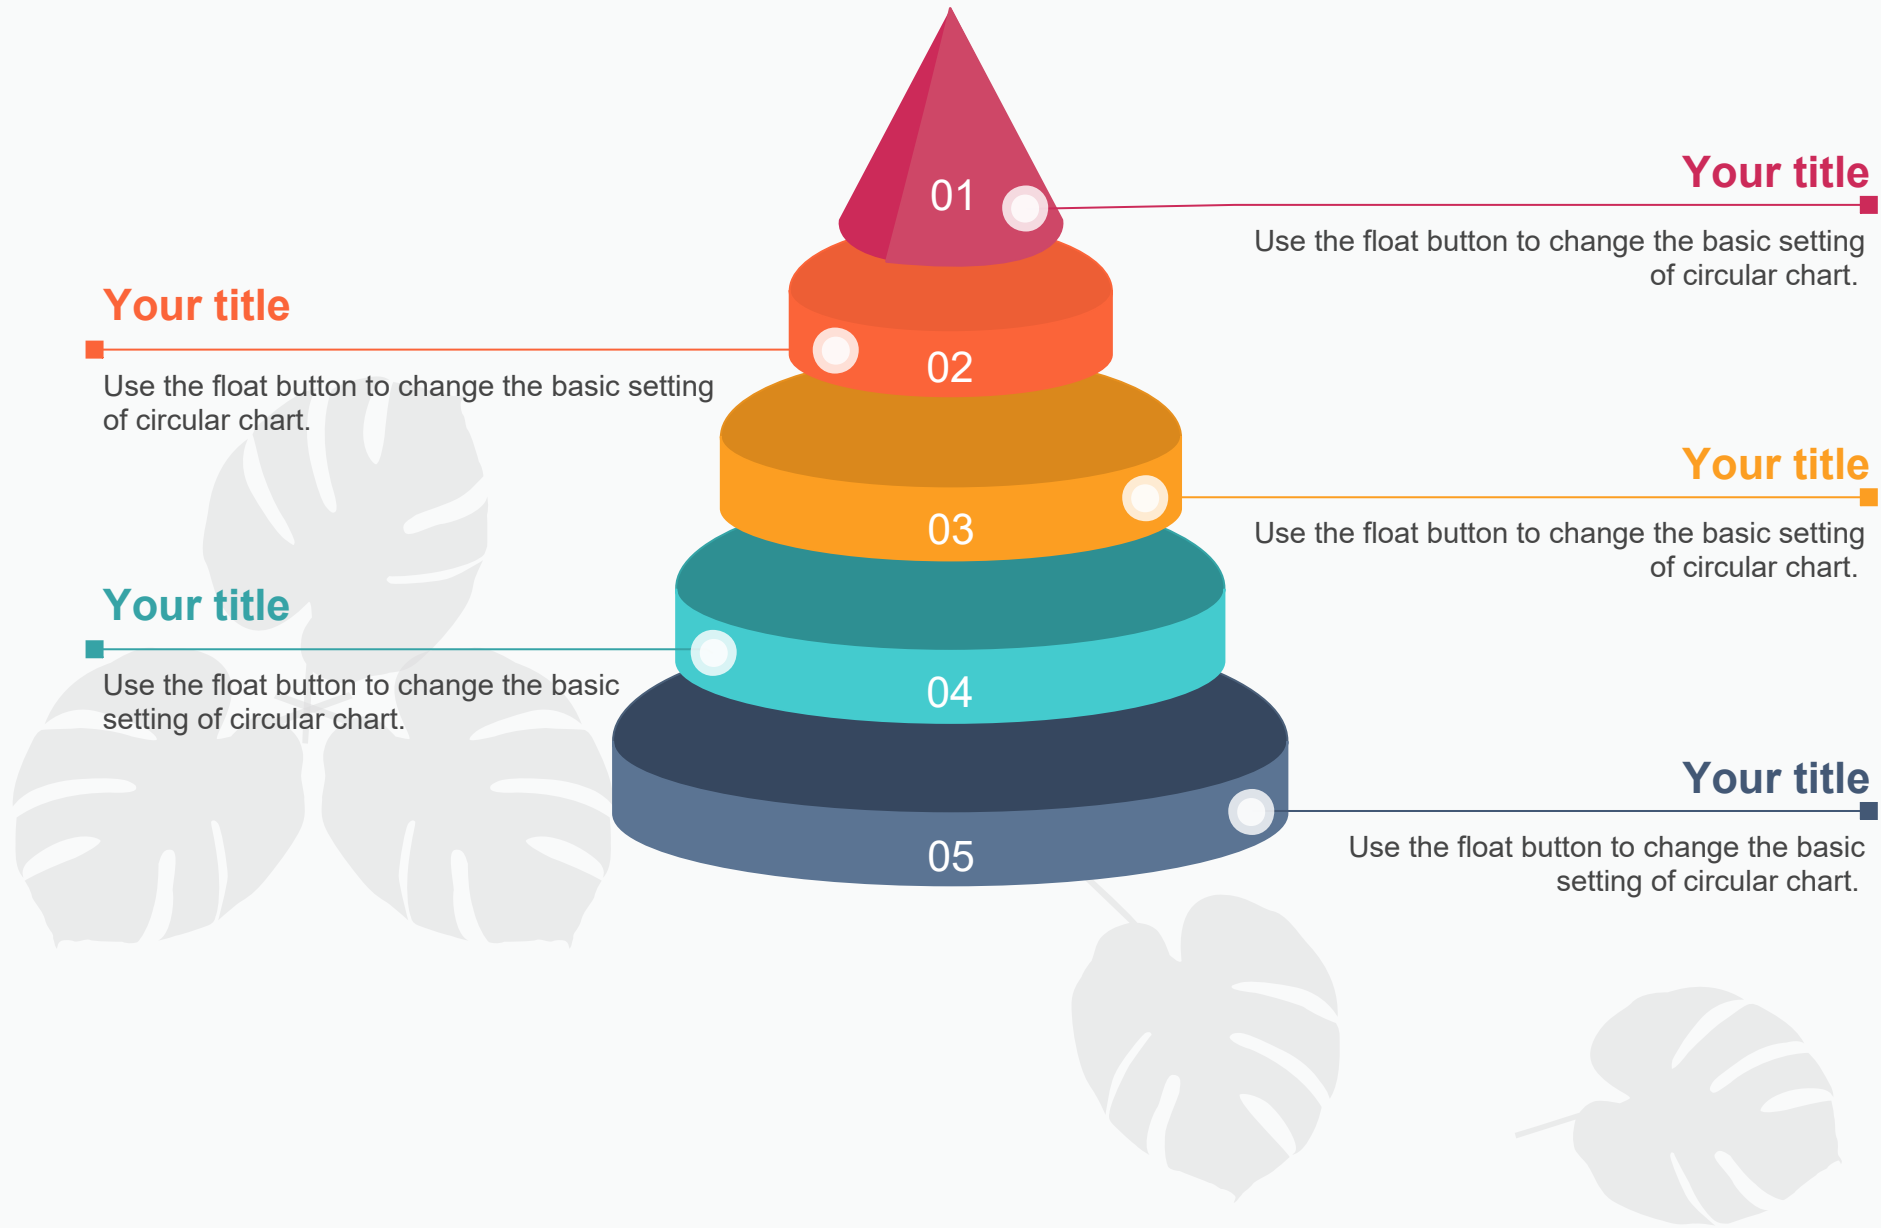 01
Your title
Use the float button to change the basic setting
of circular chart.
Your title
Use the float button to change the basic setting
of circular chart.
02
Your title
Use the float button to change the basic setting
of circular chart.
03
Your title
Use the float button to change the basic
setting of circular chart.
04
Your title
Use the float button to change the basic
setting of circular chart.
05